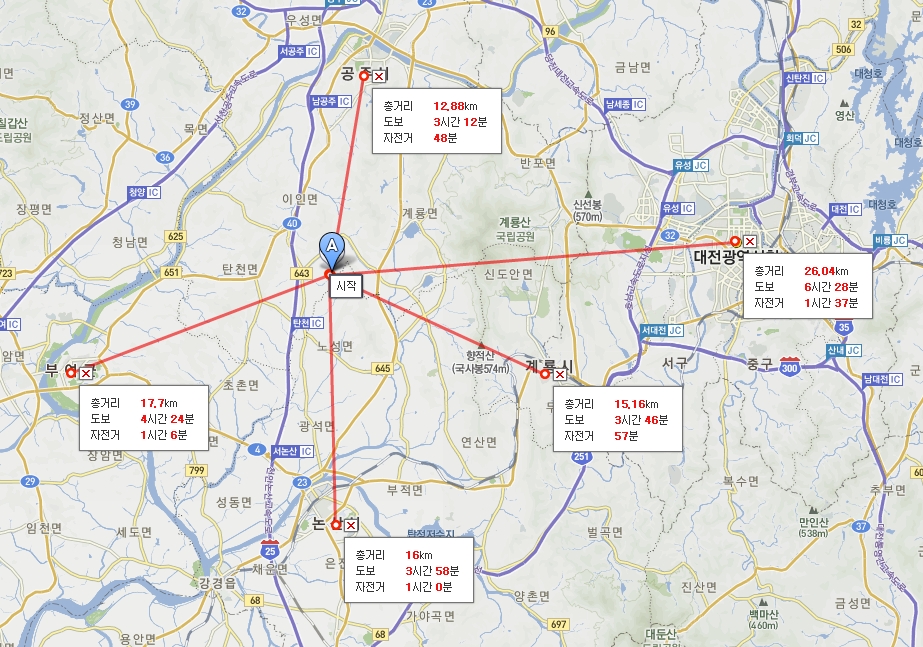 32
우성면
23
서공주 IC
96
32
506
공주시
금남면
신탄진 IC
대청호
남공주 IC
총거리 12,88km
도보 3시간 12분
자전거 48분
남세종 IC
39
정산면
목면
칠갑산
도립공원
영산
36
회덕 JC
반포면
유성 JC
청양 IC
이인면
계룡면
신선봉
(570m)
유성 IC
대전 IC
대청호
장평면
40
계룡산
국립공원
32
비룡 JC
625
청남면
A
대전광역시청
723
651
탄천면
643
시작
신도안면
총거리 26,04km
도보 6시간 28분
자전거 1시간 37분
탄천 IC
노성면
서대전 JC
35
산내 JC
부여군
645
향적산
(국사봉574m)
계룡시
서구
중구
300
남대전 IC
초촌면
총거리 17,7km
도보 4시간 24분
자전거 1시간 6분
총거리 15,16km
도보 3시간 46분
자전거 57분
광석면
장암면
4
서논산 IC
연산면
251
799
29
23
부적면
복수면
60
추부면
성동면
논산시
임천면
세도면
탑정저수지
벌곡면
만인산
(538m)
37
총거리 16km
도보 3시간 58분
자전거 1시간 0분
25
채운면
강경읍
68
양촌면
진산면
금성면
가야곡면
배맥산
(460m)
용안면
68
697
대둔산
도립공원